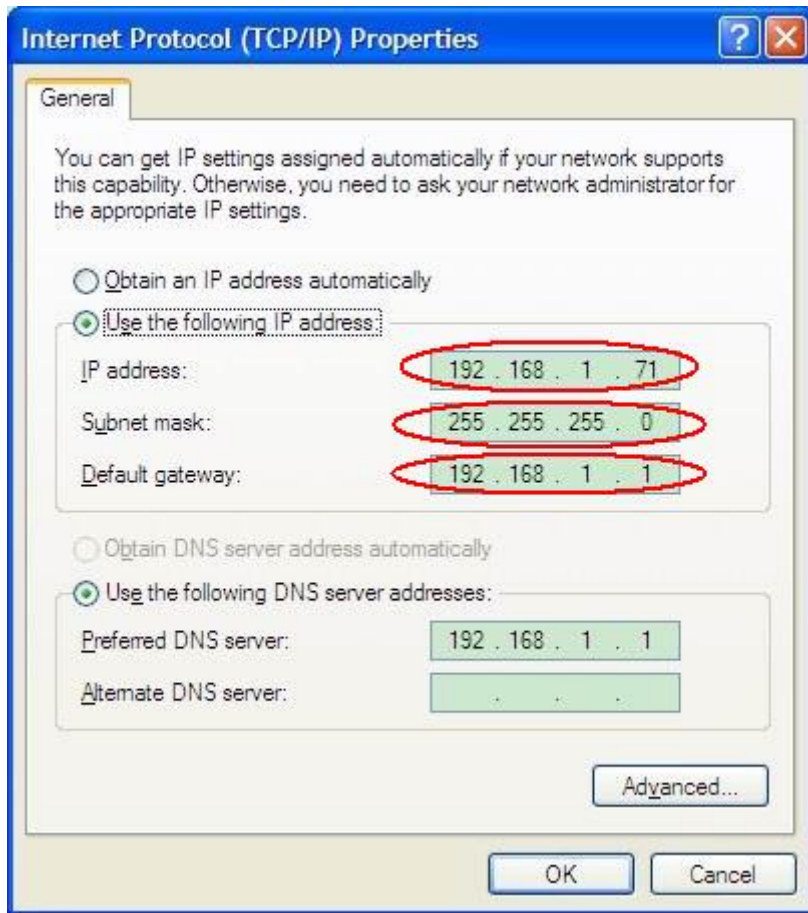 Internet Protocol (TCP/IP) Properties
General
You can get IP settings assigned automatically if your network supports
this capability. Otherwise, you need to ask your network administrator for
the appropriate IP settings.
Obtain an IP address automatically
Use the following IP address:
IP address: 192 . 168 . 1 . 71
Subnet mask: 255 . 255 . 255 . 0
Default gateway: 192 . 168 . 1 . 1
Obtain DNS server address automatically
Use the following DNS server addresses:
Preferred DNS server: 192 . 168 . 1 . 1
Alternate DNS server: . . .
Advanced...
OK Cancel